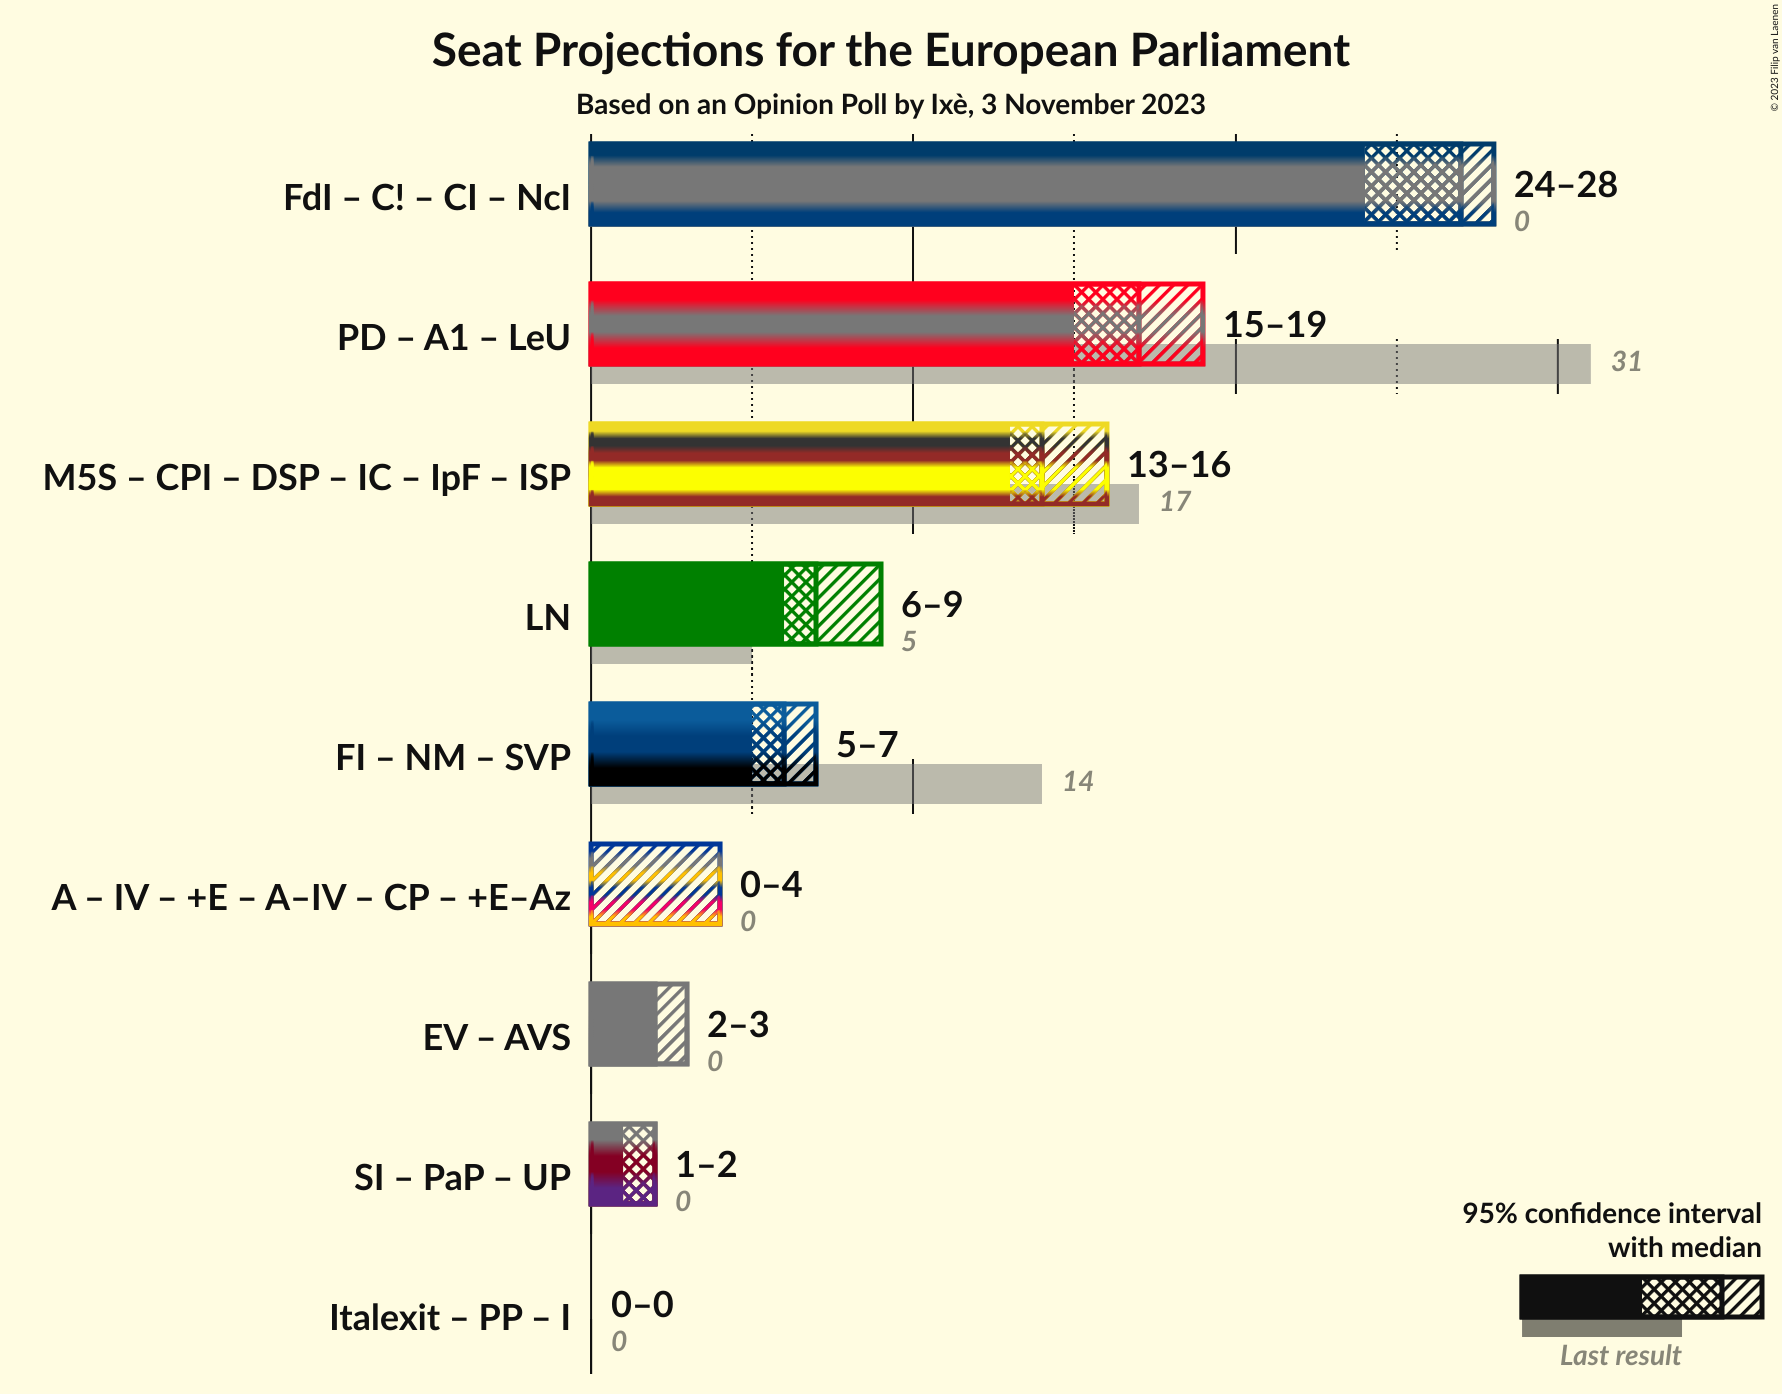 Seat Projections for the European Parliament
Based on an Opinion Poll by Ixè, 3 November 2023
© 2023 Filip van Laenen
FdI – C! – CI – NcI
24–28
0
PD – A1 – LeU
15–19
31
M5S – CPI – DSP – IC – IpF – ISP
13–16
17
LN
6–9
5
FI – NM – SVP
5–7
14
A – IV – +E – A–IV – CP – +E–Az
0–4
0
EV – AVS
2–3
0
SI – PaP – UP
1–2
0
Italexit – PP – I
0–0
0
95% confidence interval
with median
Last result